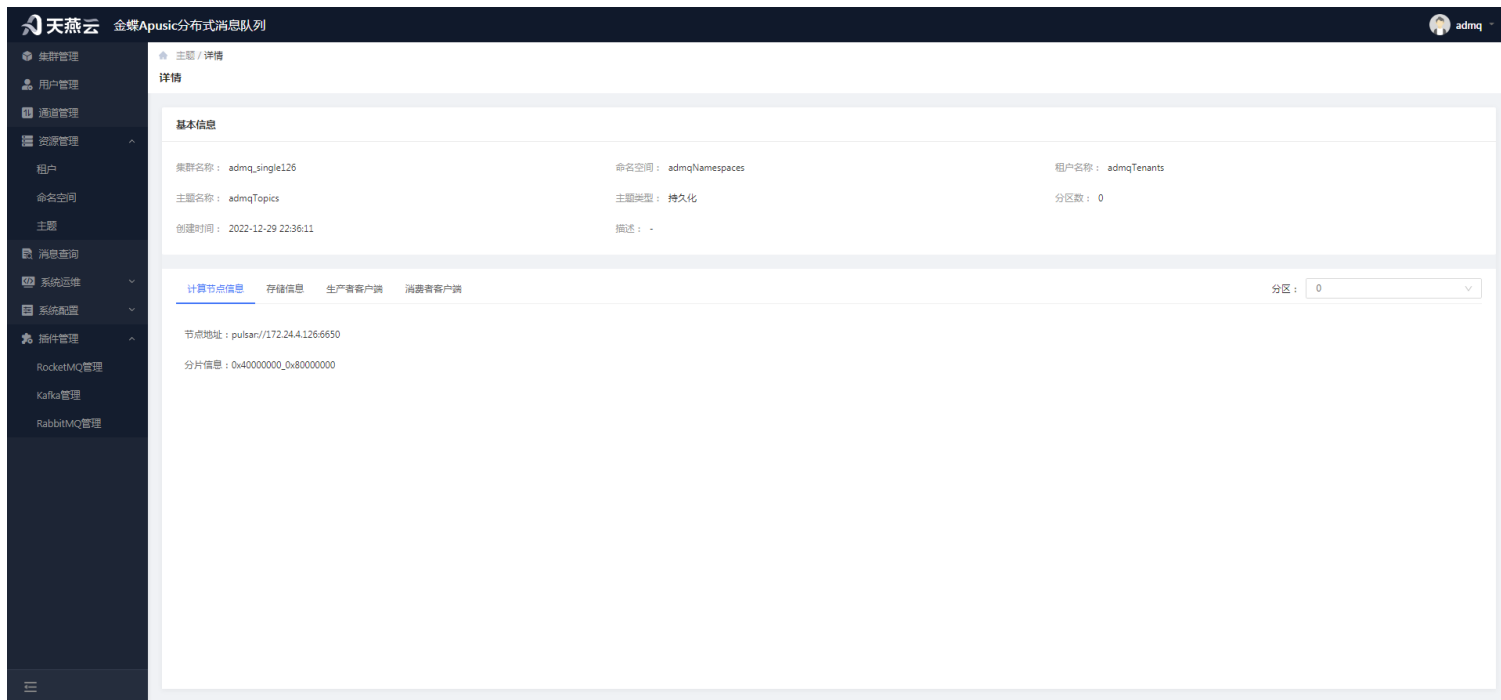 天燕云 金蝶Apusic分布式消息队列
admq
集群管理
用户管理
通道管理
资源管理
租户
命名空间
主题
消息查询
系统运维
系统配置
插件管理
RocketMQ管理
Kafka管理
RabbitMQ管理
主题 / 详情
详情
基本信息
集群名称： admq_single126 命名空间： admqNamespaces 租户名称： admqTenants
主题名称： admqTopics 主题类型： 持久化 分区数： 0
创建时间： 2022-12-29 22:36:11 描述： -
计算节点信息 存储信息 生产者客户端 消费者客户端 分区： 0
节点地址：pulsar://172.24.4.126:6650
分片信息：0x40000000_0x80000000